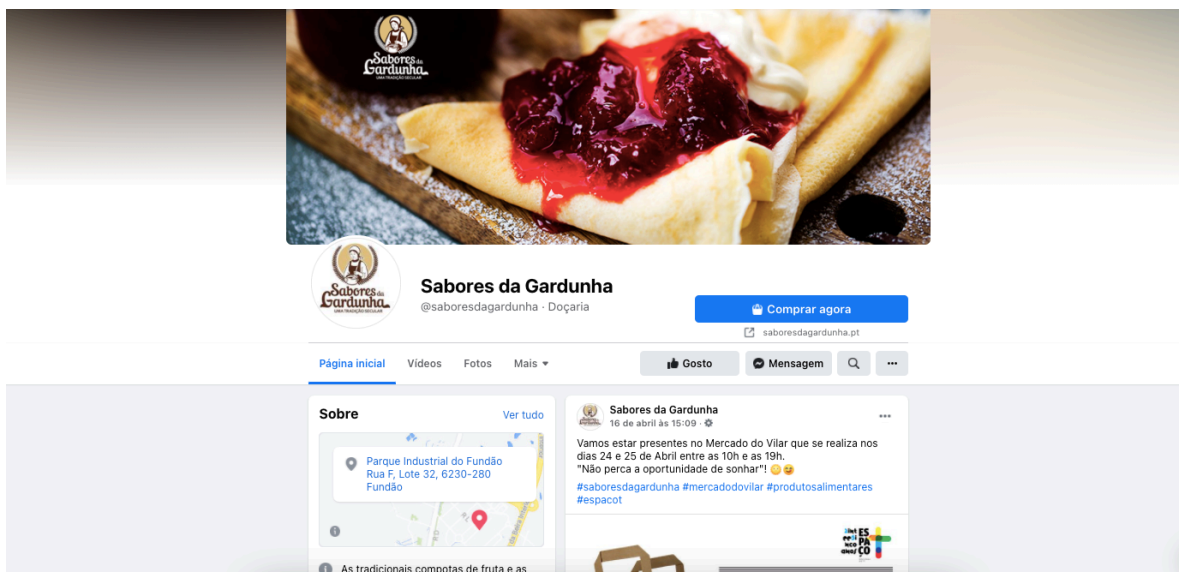 Sabores da
Gardunha
UMA TRADIÇÃO SECULAR
Sabores da
Gardunha
UMA TRADIÇÃO SECULAR
Sabores da Gardunha
@saboresdagardunha · Doçaria
Comprar agora
saboresdagardunha.pt
Página inicial
Vídeos
Fotos
Mais
Gosto
Mensagem
Sobre
Ver tudo
Parque Industrial do Fundão
Rua F, Lote 32, 6230-280
Fundão
As tradicionais compotas de fruta e as
Sabores da Gardunha
16 de abril às 15:09 ·
Vamos estar presentes no Mercado do Vilar que se realiza nos
dias 24 e 25 de Abril entre as 10h e as 19h.
"Não perca a oportunidade de sonhar"!
#saboresdagardunha #mercadodovilar #produtosalimentares
#espacot
ES
PA
ÇO